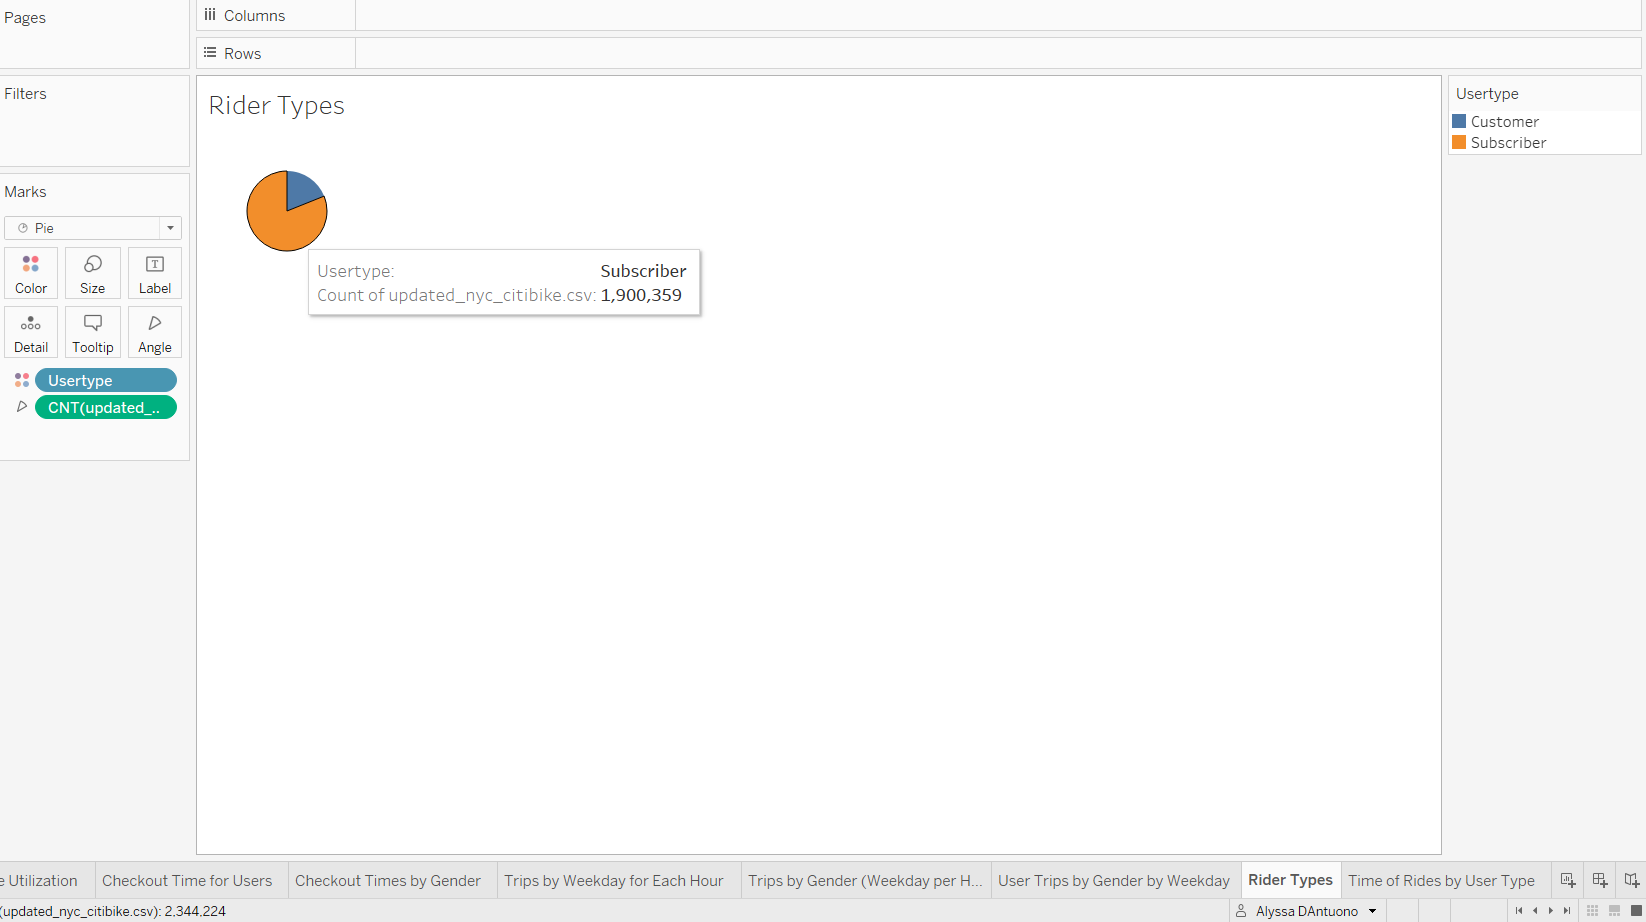 Pages
Columns
Rows
Filters
Marks
Pie
Color Size Label
Detail Tooltip Angle
Usertype
CNT(updated_..
Rider Types
Usertype: Subscriber
Count of updated_nyc_citibike.csv: 1,900,359
Usertype
Customer
Subscriber
e Utilization Checkout Time for Users Checkout Times by Gender Trips by Weekday for Each Hour Trips by Gender (Weekday per H... User Trips by Gender by Weekday Rider Types Time of Rides by User Type
(updated_nyc_citibike.csv): 2,344,224 Alyssa DAntuono